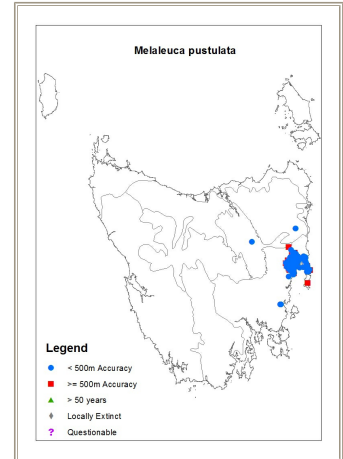 Melaleuca pustulata
Legend
< 500m Accuracy
>= 500m Accuracy
> 50 years
Locally Extinct
? Questionable